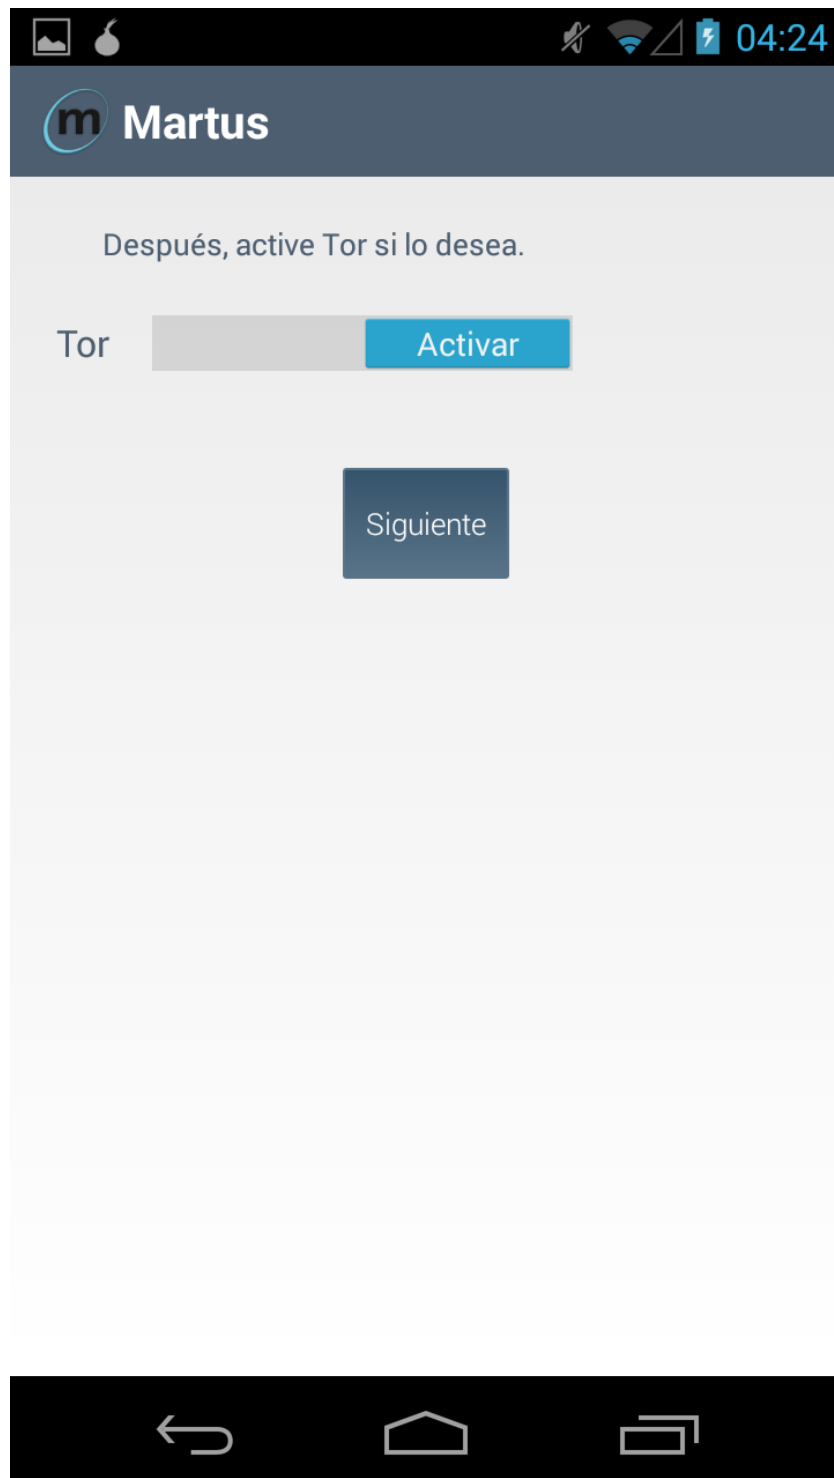 04:24
m Martus
Después, active Tor si lo desea.
Tor Activar
Siguiente